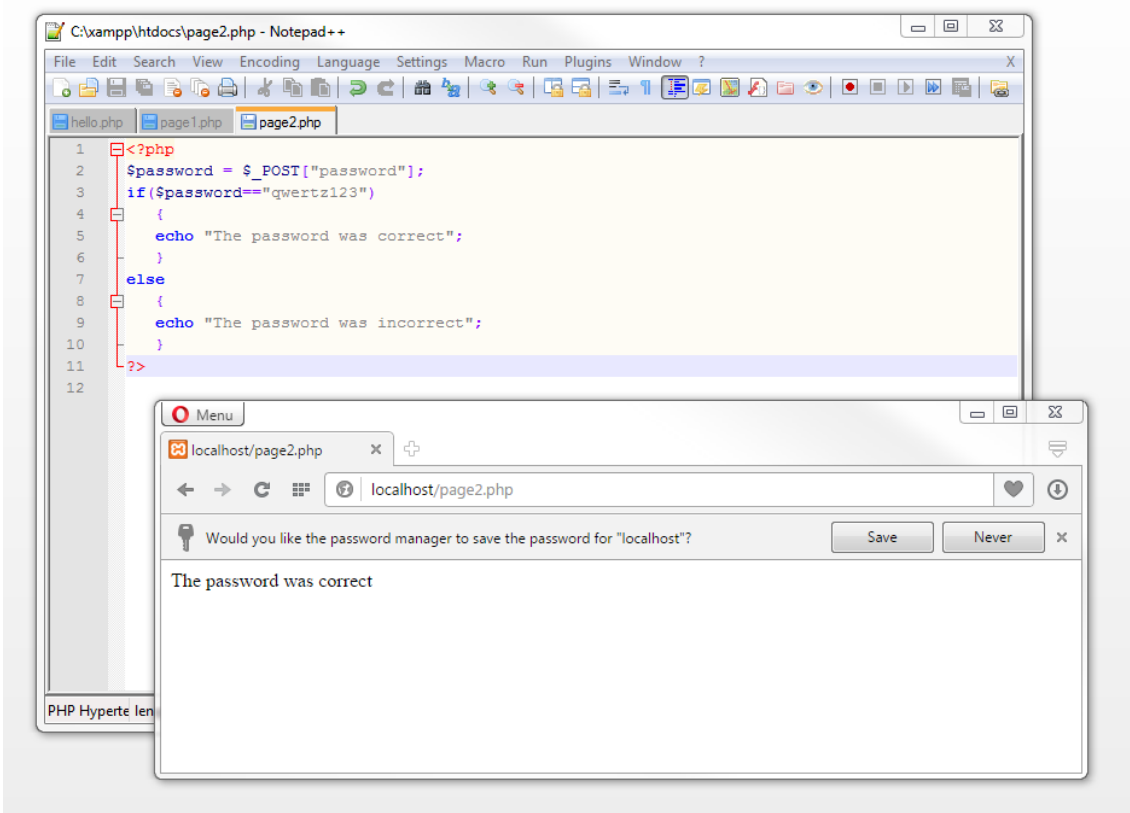 C:\xampp\htdocs\page2.php - Notepad++
File Edit Search View Encoding Language Settings Macro Run Plugins Window ? X
hello.php page1.php page2.php
1 <?php
2 $password = $_POST["password"];
3 if($password=="qwertz123")
4 {
5 echo "The password was correct";
6 }
7 else
8 {
9 echo "The password was incorrect";
10 }
11 ?>
12
Menu
localhost/page2.php
localhost/page2.php
Would you like the password manager to save the password for "localhost"? Save Never
The password was correct
PHP Hyperte len